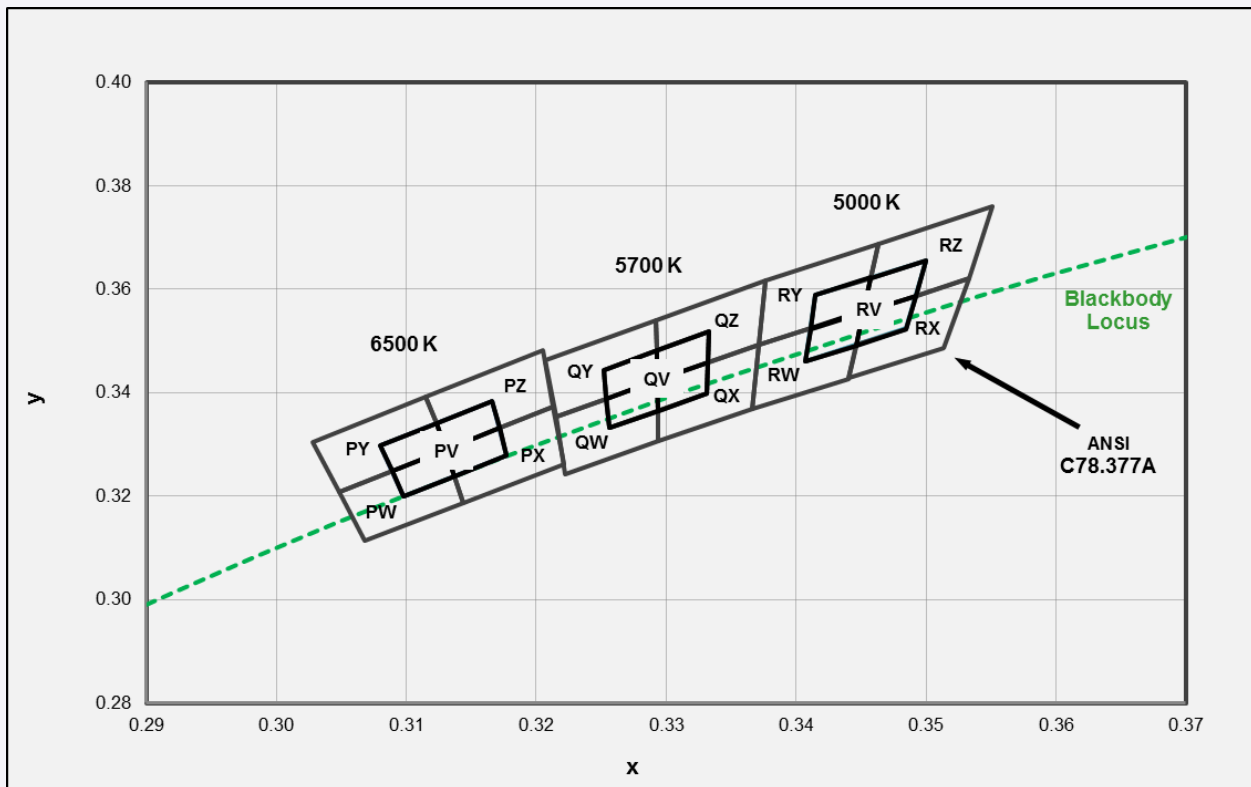 0.40
0.38
0.36
0.34
0.32
0.30
0.28
y
5000 K
5700 K
6500 K
RZ
RY
RV
RX
RW
QZ
QY
QV
QX
QW
PZ
PY
PV
PX
PW
Blackbody
Locus
ANSI
C78.377A
0.29
0.30
0.31
0.32
0.33
0.34
0.35
0.36
0.37
x